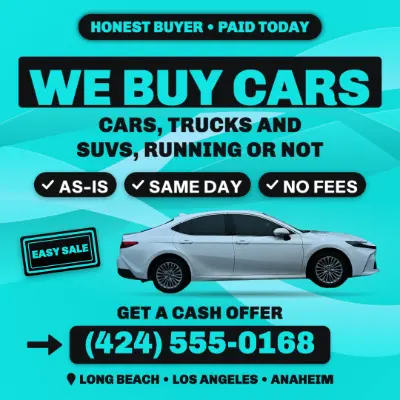 HONEST BUYER • PAID TODAY
WE BUY CARS
CARS, TRUCKS AND
SUVS, RUNNING OR NOT
✓ AS-IS ✓ SAME DAY ✓ NO FEES
EASY SALE
GET A CASH OFFER
→ (424) 555-0168
LONG BEACH • LOS ANGELES • ANAHEIM